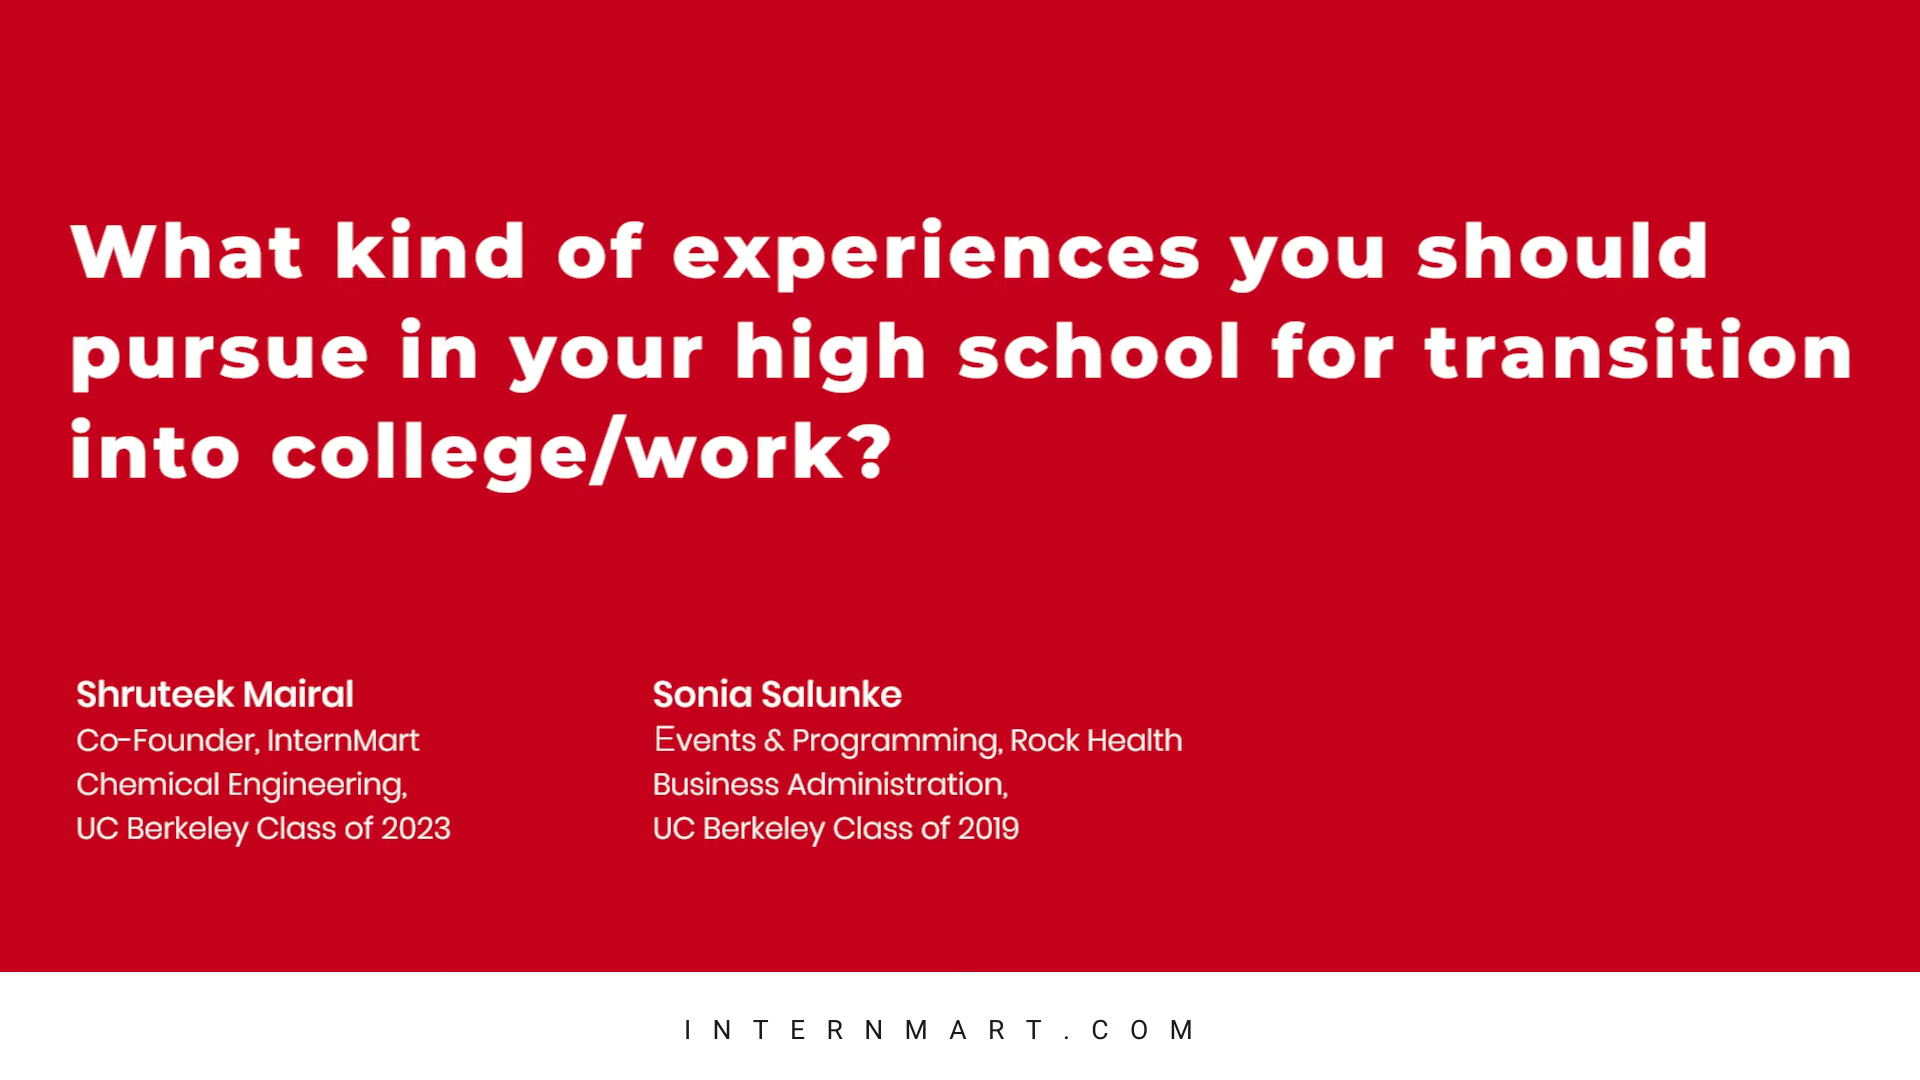 What kind of experiences you should
pursue in your high school for transition
into college/work?
Shruteek Mairal
Co-Founder, InternMart
Chemical Engineering,
UC Berkeley Class of 2023
Sonia Salunke
Events & Programming, Rock Health
Business Administration,
UC Berkeley Class of 2019
INTERNMART.COM